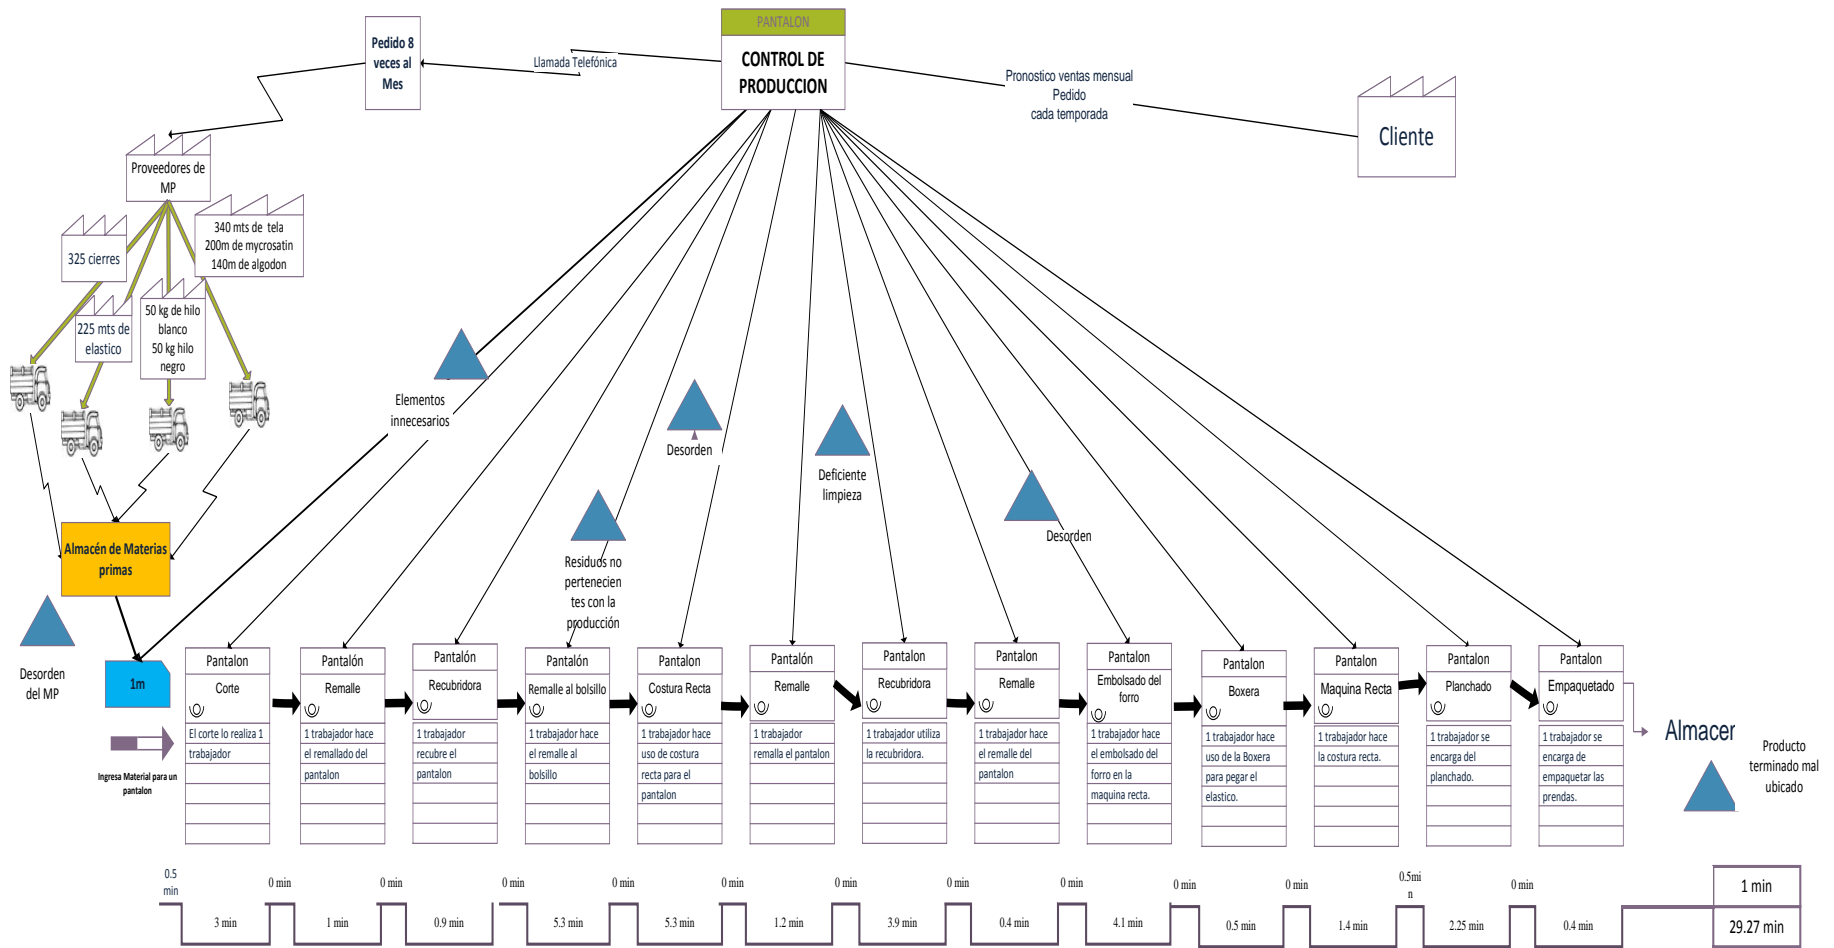 PANTALON
CONTROL DE
PRODUCCION
Pedido 8
veces al
Mes
Llamada Telefónica
Pronostico ventas mensual
Pedido
cada temporada
Cliente
Proveedores de
MP
325 cierres
340 mts de tela
200m de mycrosatin
140m de algodon
225 mts de
elastico
50 kg de hilo
blanco
50 kg hilo
negro
Elementos
innecesarios
Desorden
Deficiente
limpieza
Desorden
Residuos no
pertenecien
tes con la
producción
Almacén de Materias
primas
Desorden
del MP
1m
Ingresa Material para un
pantalon
Pantalon
Corte
El corte lo realiza 1
trabajador
Pantalón
Remalle
1 trabajador hace
el remallado del
pantalon
Pantalón
Recubridora
1 trabajador
recubre el
pantalon
Pantalón
Remalle al bolsillo
1 trabajador hace
el remalle al
bolsillo
Pantalon
Costura Recta
1 trabajador hace
uso de costura
recta para el
pantalon
Pantalon
Remalle
1 trabajador
remalla el pantalon
Pantalon
Recubridora
1 trabajador utiliza
la recubridora.
Pantalon
Remalle
1 trabajador hace
el remalle del
pantalon
Pantalon
Embolsado del
forro
1 trabajador hace
el embolsado del
forro en la
maquina recta.
Pantalon
Boxera
1 trabajador hace
uso de la Boxera
para pegar el
elastico.
Pantalon
Maquina Recta
1 trabajador hace
la costura recta.
Pantalon
Planchado
1 trabajador se
encarga del
planchado.
Pantalon
Empaquetado
1 trabajador se
encarga de
empaquetar las
prendas.
Almacer
Producto
terminado mal
ubicado
0.5
min
0 min
0 min
0 min
0 min
0 min
0 min
0 min
0 min
0 min
0 min
0.5mi
n
0 min
1 min
3 min
1 min
0.9 min
5.3 min
5.3 min
1.2 min
3.9 min
0.4 min
4.1 min
0.5 min
1.4 min
2.25 min
0.4 min
29.27 min